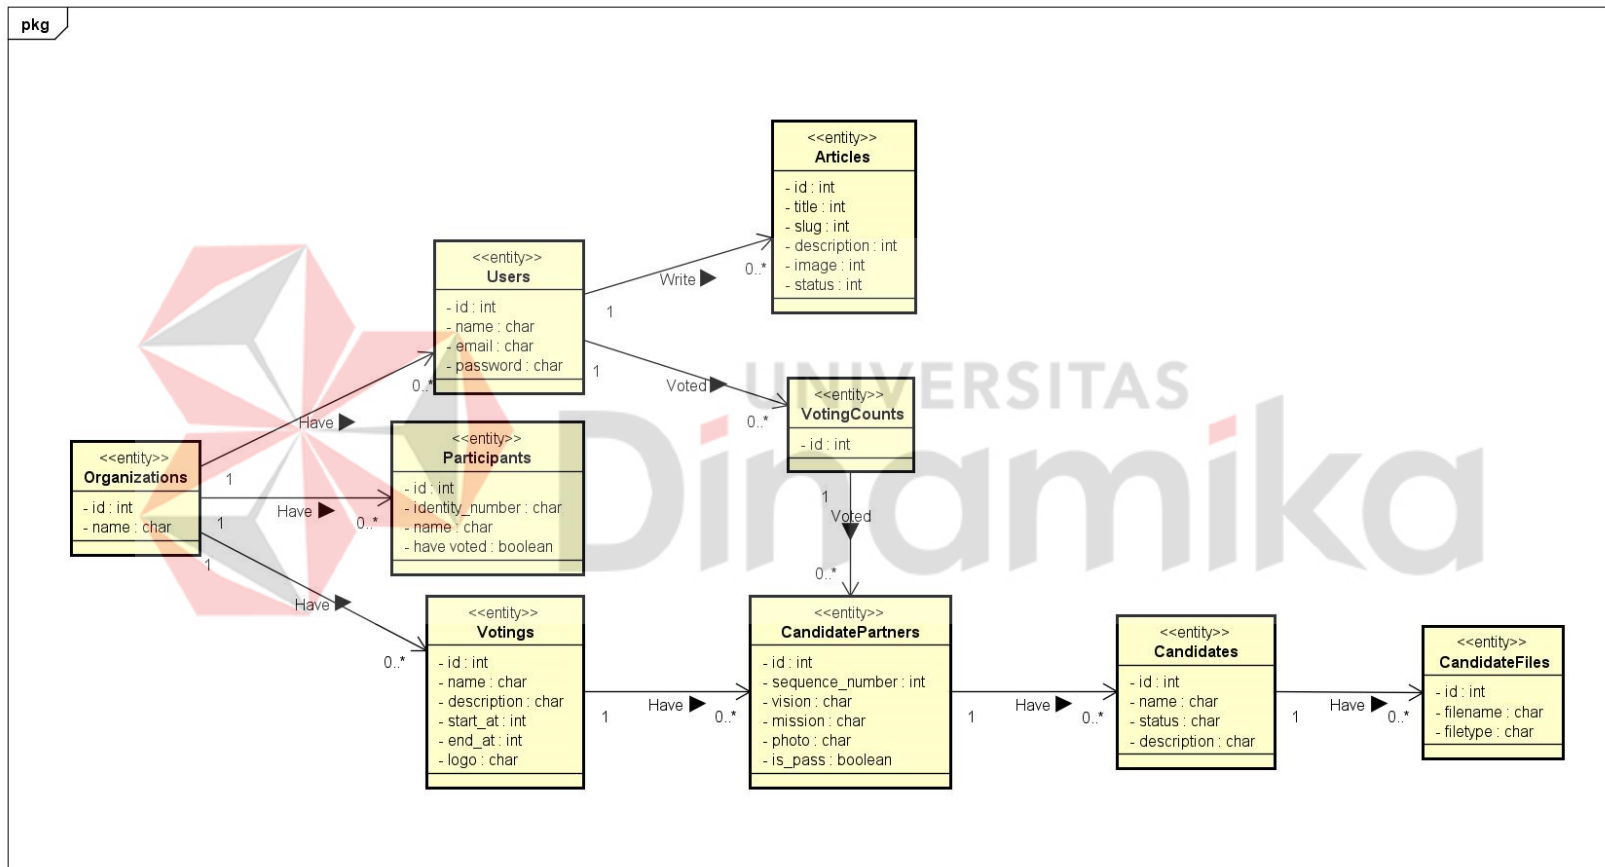 pkg
<<entity>>
Articles
- id : int
- title : int
- slug : int
- description : int
- image : int
- status : int
<<entity>>
Users
- id : int
- name : char
- email : char
- password : char
Write
0..*
1
1
Voted
0..*
0..*
Have
UNIVERSITAS
Dinamika
<<entity>>
VotingCounts
- id : int
<<entity>>
Participants
- id : int
- identity_number : char
- name : char
- have voted : boolean
<<entity>>
Organizations
- id : int
- name : char
1
Have
0..*
1
1
Have
0..*
1
Voted
0..*
<<entity>>
Votings
- id : int
- name : char
- description : char
- start_at : int
- end_at : int
- logo : char
1
Have
0..*
<<entity>>
CandidatePartners
- id : int
- sequence_number : int
- vision : char
- mission : char
- photo : char
- is_pass : boolean
1
Have
0..*
<<entity>>
Candidates
- id : int
- name : char
- status : char
- description : char
1
Have
0..*
<<entity>>
CandidateFiles
- id : int
- filename : char
- filetype : char